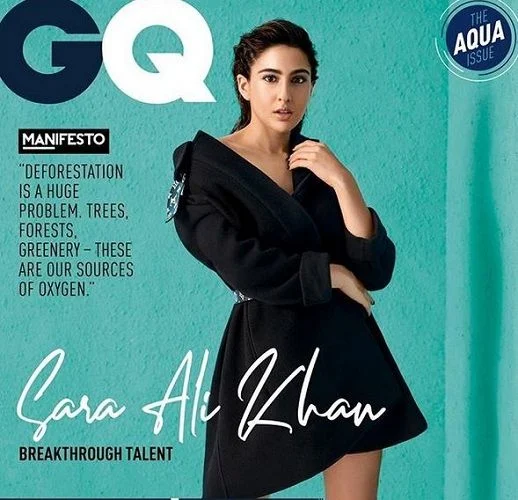 GQ
THE
AQUA
ISSUE
MANIFESTO
"DEFORESTATION
IS A HUGE
PROBLEM. TREES,
FORESTS,
GREENERY – THESE
ARE OUR SOURCES
OF OXYGEN."
Sara Ali Khan
BREAKTHROUGH TALENT